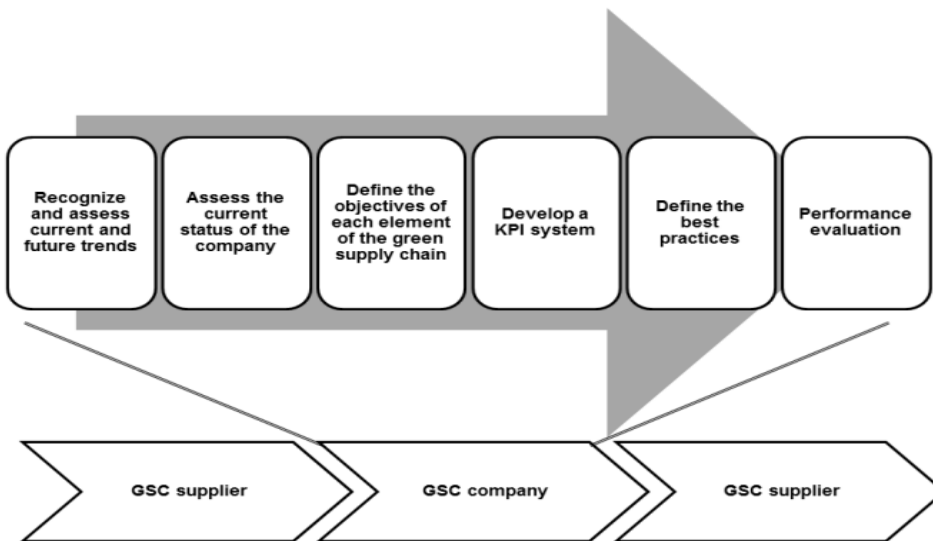 Recognize
and assess
current and
future trends
Assess the
current
status of the
company
Define the
objectives of
each element
of the green
supply chain
Develop a
KPI system
Define the
best
practices
Performance
evaluation
GSC supplier
GSC company
GSC supplier